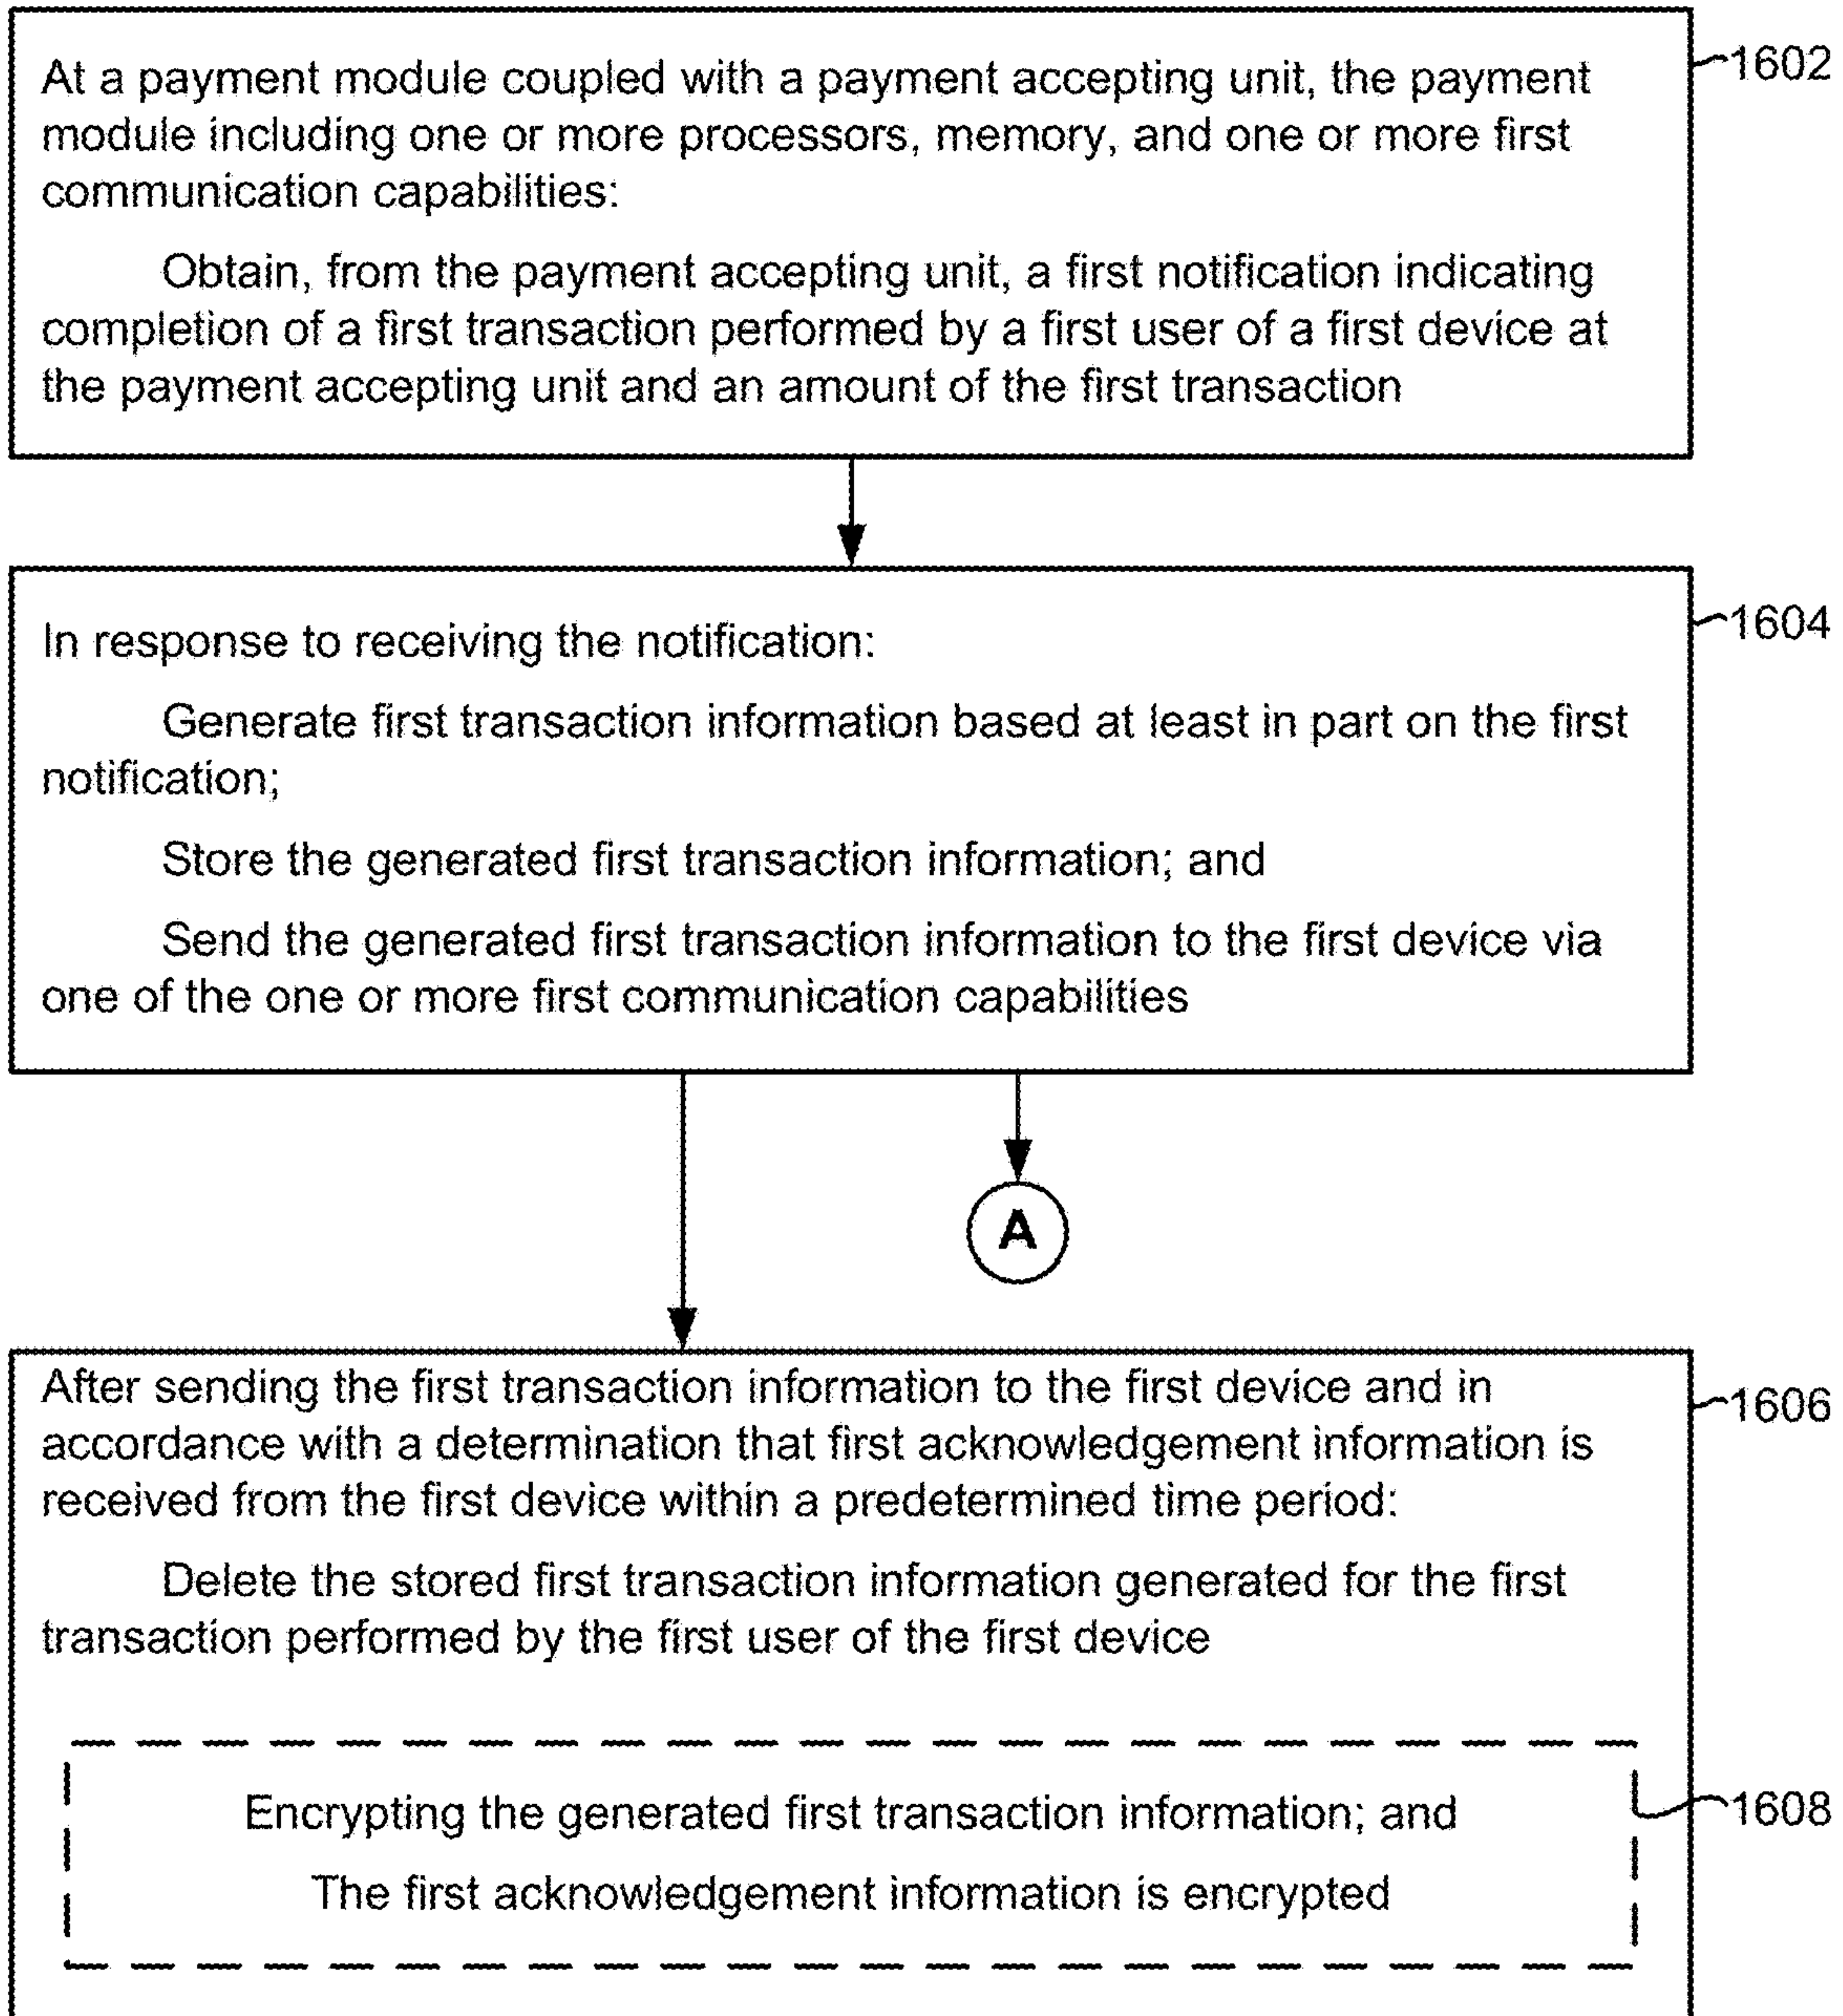 At a payment module coupled with a payment accepting unit, the payment
module including one or more processors, memory, and one or more first
communication capabilities:
Obtain, from the payment accepting unit, a first notification indicating
completion of a first transaction performed by a first user of a first device at
the payment accepting unit and an amount of the first transaction
1602
In response to receiving the notification:
Generate first transaction information based at least in part on the first
notification;
Store the generated first transaction information; and
Send the generated first transaction information to the first device via
one of the one or more first communication capabilities
1604
A
After sending the first transaction information to the first device and in
accordance with a determination that first acknowledgement information is
received from the first device within a predetermined time period:
Delete the stored first transaction information generated for the first
transaction performed by the first user of the first device
1606
Encrypting the generated first transaction information; and
The first acknowledgement information is encrypted
1608